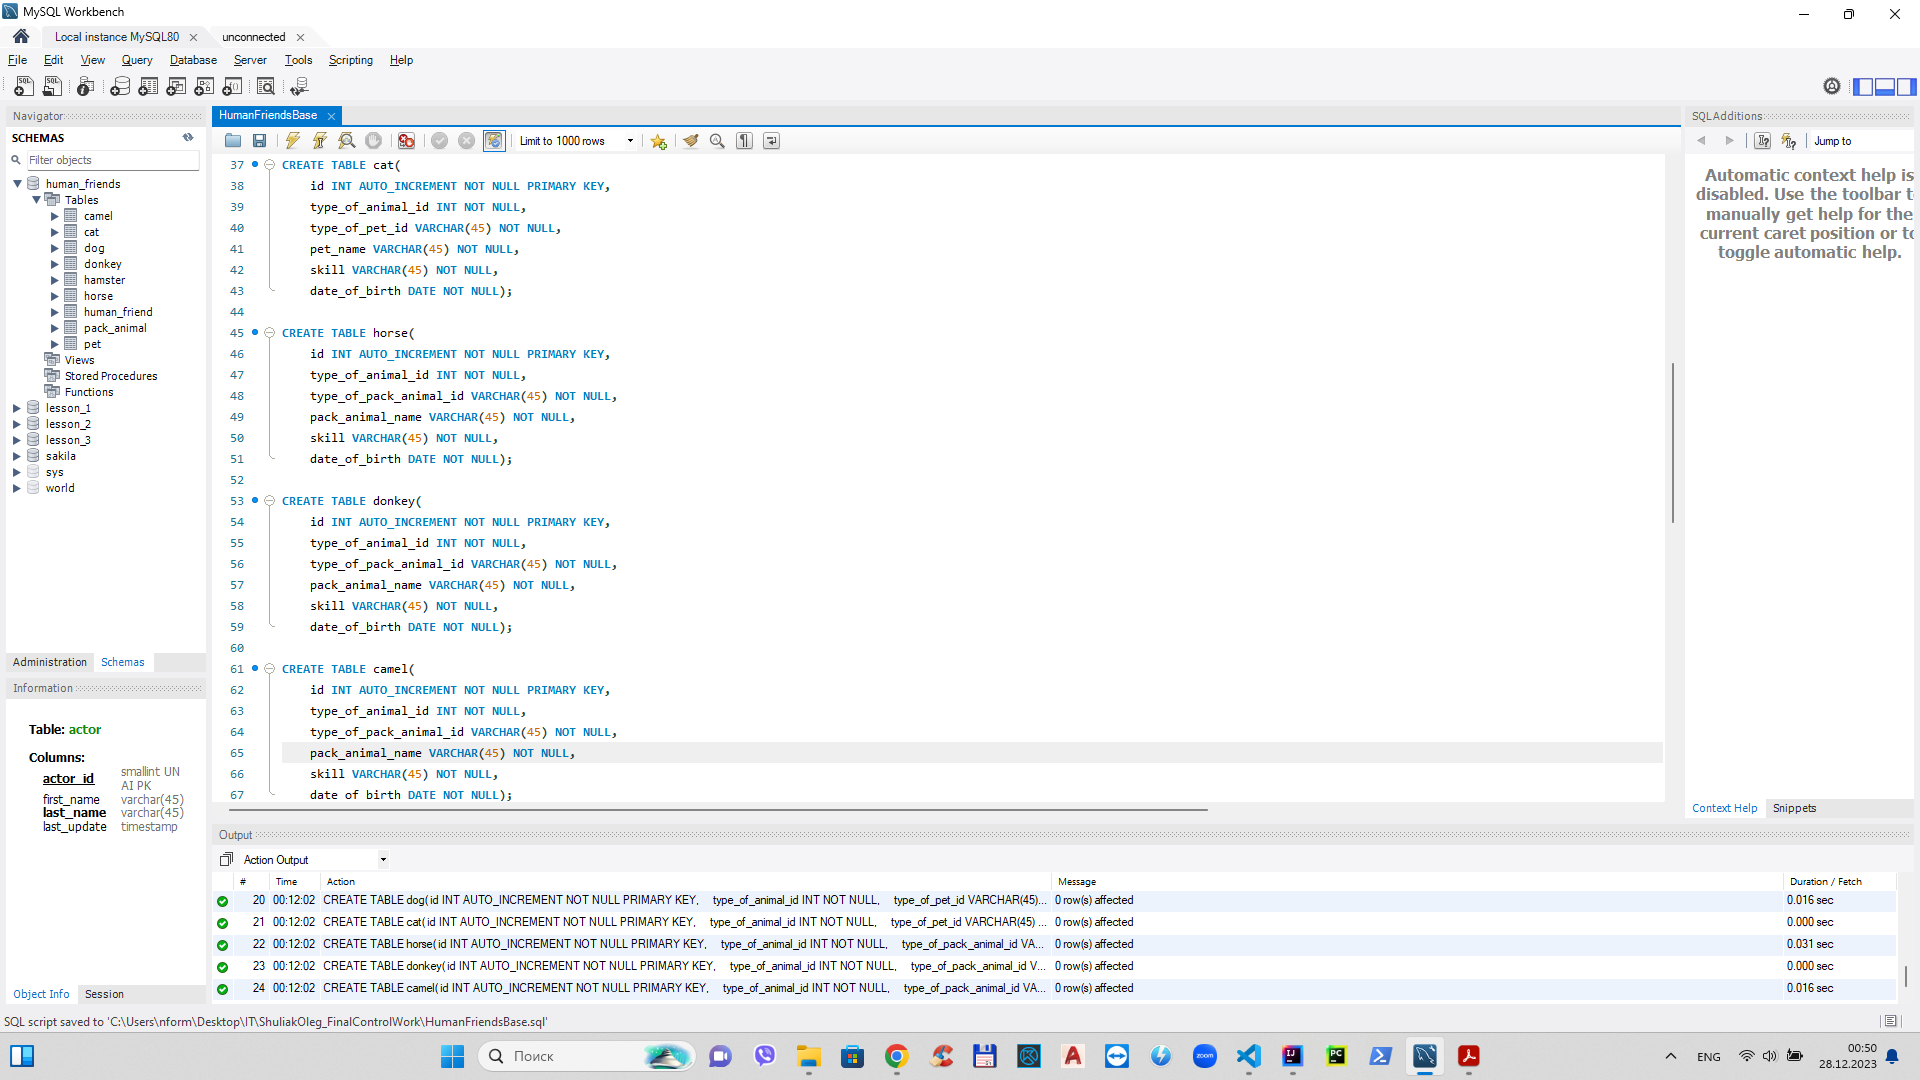 MySQL Workbench
Local instance MySQL80
unconnected
File Edit View Query Database Server Tools Scripting Help
Navigator
SCHEMAS
Filter objects
human_friends
Tables
camel
cat
dog
donkey
hamster
horse
human_friend
pack_animal
pet
Views
Stored Procedures
Functions
lesson_1
lesson_2
lesson_3
sakila
sys
world
Administration Schemas
Information
Table: actor
Columns:
actor_id smallint UN AI PK
first_name varchar(45)
last_name varchar(45)
last_update timestamp
Object Info Session
HumanFriendsBase
Limit to 1000 rows
37 CREATE TABLE cat(
38 id INT AUTO_INCREMENT NOT NULL PRIMARY KEY,
39 type_of_animal_id INT NOT NULL,
40 type_of_pet_id VARCHAR(45) NOT NULL,
41 pet_name VARCHAR(45) NOT NULL,
42 skill VARCHAR(45) NOT NULL,
43 date_of_birth DATE NOT NULL);
44
45 CREATE TABLE horse(
46 id INT AUTO_INCREMENT NOT NULL PRIMARY KEY,
47 type_of_animal_id INT NOT NULL,
48 type_of_pack_animal_id VARCHAR(45) NOT NULL,
49 pack_animal_name VARCHAR(45) NOT NULL,
50 skill VARCHAR(45) NOT NULL,
51 date_of_birth DATE NOT NULL);
52
53 CREATE TABLE donkey(
54 id INT AUTO_INCREMENT NOT NULL PRIMARY KEY,
55 type_of_animal_id INT NOT NULL,
56 type_of_pack_animal_id VARCHAR(45) NOT NULL,
57 pack_animal_name VARCHAR(45) NOT NULL,
58 skill VARCHAR(45) NOT NULL,
59 date_of_birth DATE NOT NULL);
60
61 CREATE TABLE camel(
62 id INT AUTO_INCREMENT NOT NULL PRIMARY KEY,
63 type_of_animal_id INT NOT NULL,
64 type_of_pack_animal_id VARCHAR(45) NOT NULL,
65 pack_animal_name VARCHAR(45) NOT NULL,
66 skill VARCHAR(45) NOT NULL,
67 date_of_birth DATE NOT NULL);
SQLAdditions
Jump to
Automatic context help is
disabled. Use the toolbar t
manually get help for the
current caret position or to
toggle automatic help.
Context Help Snippets
Output
Action Output
# Time Action Message Duration / Fetch
20 00:12:02 CREATE TABLE dog( id INT AUTO_INCREMENT NOT NULL PRIMARY KEY, type_of_animal_id INT NOT NULL, type_of_pet_id VARCHAR(45)... 0 row(s) affected 0.016 sec
21 00:12:02 CREATE TABLE cat( id INT AUTO_INCREMENT NOT NULL PRIMARY KEY, type_of_animal_id INT NOT NULL, type_of_pet_id VARCHAR(45) ... 0 row(s) affected 0.000 sec
22 00:12:02 CREATE TABLE horse( id INT AUTO_INCREMENT NOT NULL PRIMARY KEY, type_of_animal_id INT NOT NULL, type_of_pack_animal_id VA... 0 row(s) affected 0.031 sec
23 00:12:02 CREATE TABLE donkey( id INT AUTO_INCREMENT NOT NULL PRIMARY KEY, type_of_animal_id INT NOT NULL, type_of_pack_animal_id V... 0 row(s) affected 0.000 sec
24 00:12:02 CREATE TABLE camel( id INT AUTO_INCREMENT NOT NULL PRIMARY KEY, type_of_animal_id INT NOT NULL, type_of_pack_animal_id VA... 0 row(s) affected 0.016 sec
SQL script saved to 'C:\Users\nform\Desktop\IT\ShuliakOleg_FinalControlWork\HumanFriendsBase.sql'
Поиск
zoom
ENG
00:50
28.12.2023